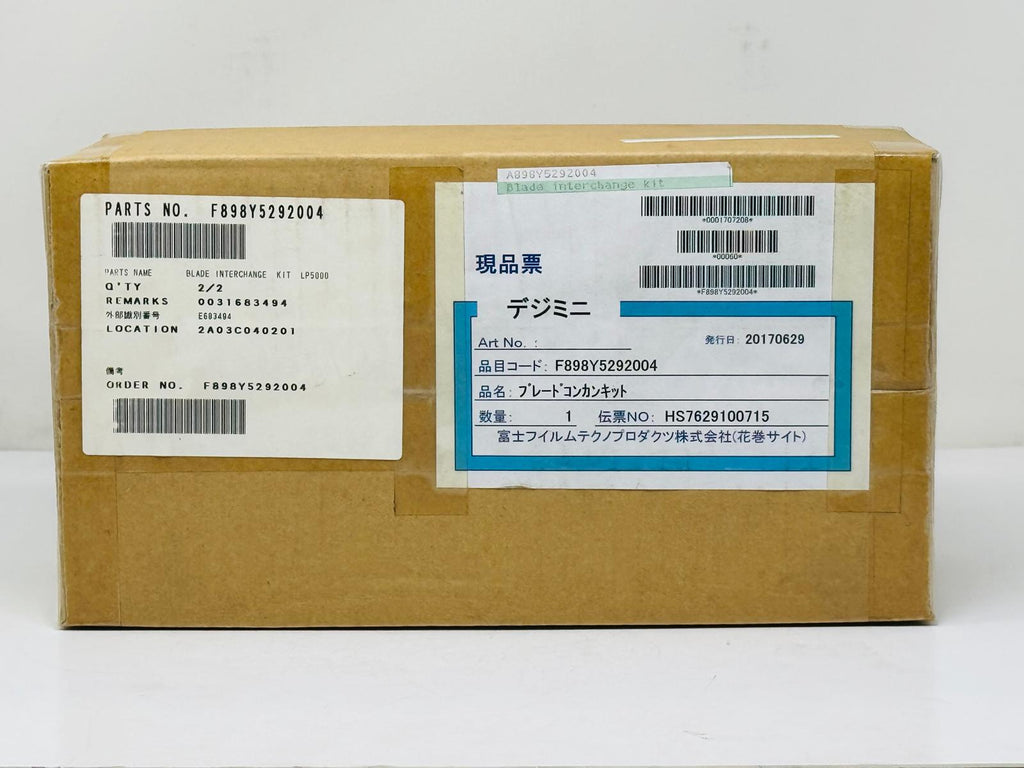 PARTS NO. F898Y5292004
PARTS NAME BLADE INTERCHANGE KIT LP5000
Q'TY 2/2
REMARKS 0031683494
外部識別番号 E683494
LOCATION 2A03C040201
備考
ORDER NO. F898Y5292004
A898Y5292004
Blade interchange kit
*0001707208*
*00060*
*F898Y5292004*
現品票
デジミニ
Art No. :
発行日: 20170629
品目コード: F898Y5292004
品名: ブレードコンカンキット
数量: 1 伝票NO: HS7629100715
富士フイルムテクノプロダクツ株式会社(花巻サイト)